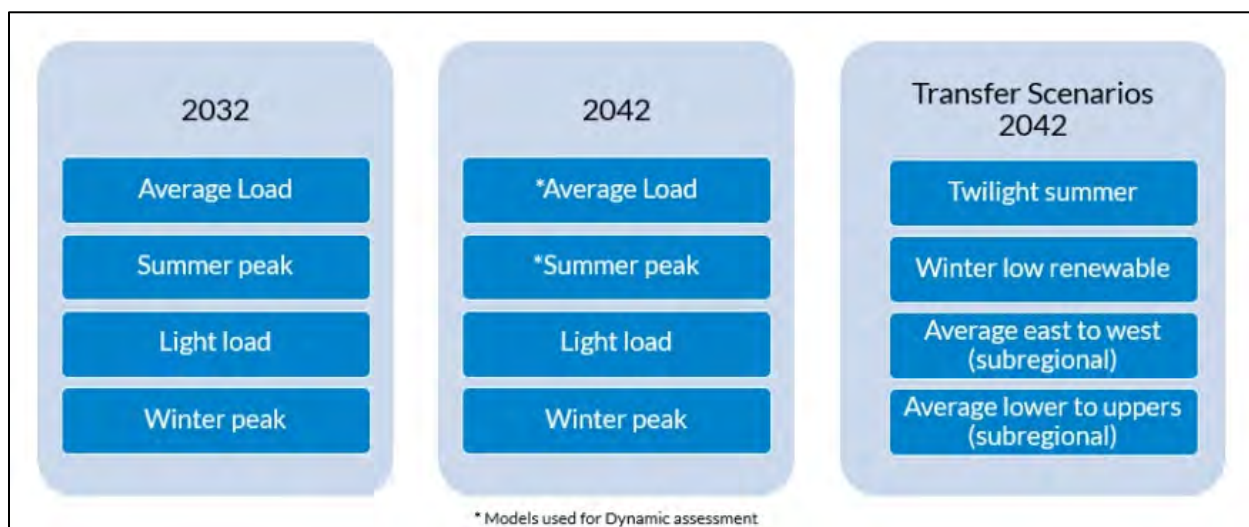 2032
Average Load
Summer peak
Light load
Winter peak
2042
*Average Load
*Summer peak
Light load
Winter peak
Transfer Scenarios
2042
Twilight summer
Winter low renewable
Average east to west
(subregional)
Average lower to uppers
(subregional)
* Models used for Dynamic assessment